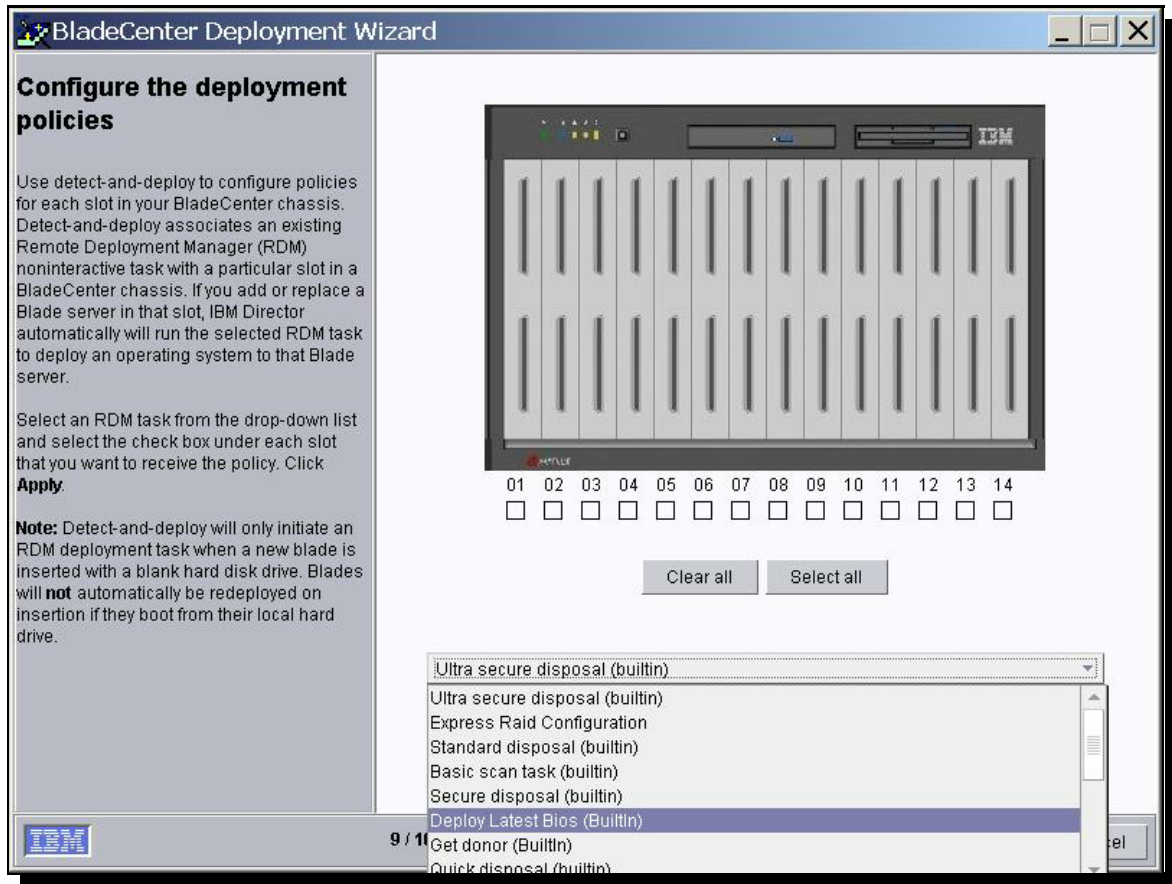 BladeCenter Deployment Wizard
Configure the deployment
policies
Use detect-and-deploy to configure policies
for each slot in your BladeCenter chassis.
Detect-and-deploy associates an existing
Remote Deployment Manager (RDM)
noninteractive task with a particular slot in a
BladeCenter chassis. If you add or replace a
Blade server in that slot, IBM Director
automatically will run the selected RDM task
to deploy an operating system to that Blade
server.
Select an RDM task from the drop-down list
and select the check box under each slot
that you want to receive the policy. Click
Apply.
Note: Detect-and-deploy will only initiate an
RDM deployment task when a new blade is
inserted with a blank hard disk drive. Blades
will not automatically be redeployed on
insertion if they boot from their local hard
drive.
IBM
01 02 03 04 05 06 07 08 09 10 11 12 13 14
Clear all Select all
Ultra secure disposal (builtin)
Ultra secure disposal (builtin)
Express Raid Configuration
Standard disposal (builtin)
Basic scan task (builtin)
Secure disposal (builtin)
Deploy Latest Bios (BuiltIn)
Get donor (BuiltIn)
Quick disposal (builtin)
IBM
9 /